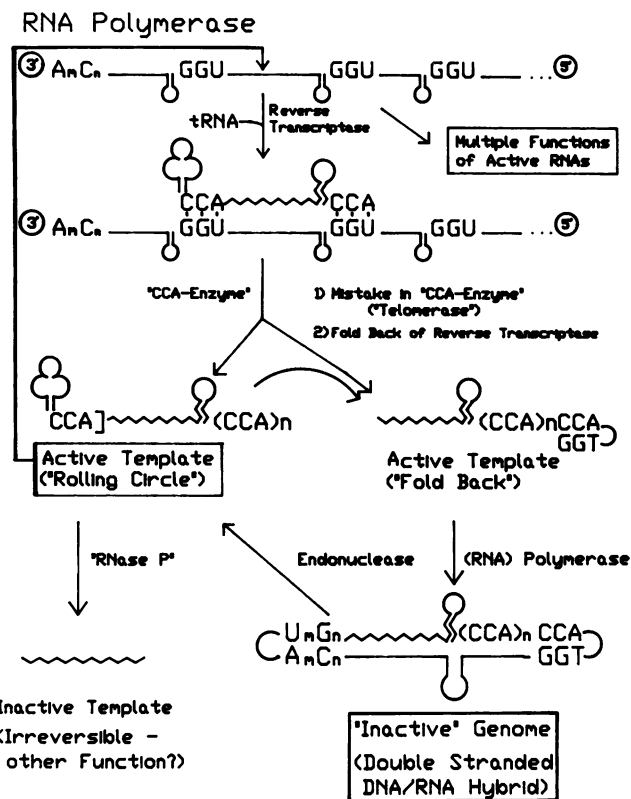 RNA Polymerase
3' AmCn GGU GGU GGU ... 5'
tRNA Reverse Transcriptase
Multiple Functions
of Active RNAs
CCA CCA
3' AmCn GGU GGU GGU ... 5'
"CCA-Enzyme"
1) Mistake in "CCA-Enzyme"
("Telomerase")
2) Fold Back of Reverse Transcriptase
CCA] (CCA)n
(CCA)nCCA
GGT
Active Template
("Rolling Circle")
Active Template
("Fold Back")
"RNase P"
Endonuclease
(RNA) Polymerase
UmGn (CCA)n CCA
AmCn GGT
Inactive Template
(Irreversible -
other Function?)
"Inactive" Genome
(Double Stranded
DNA/RNA Hybrid)